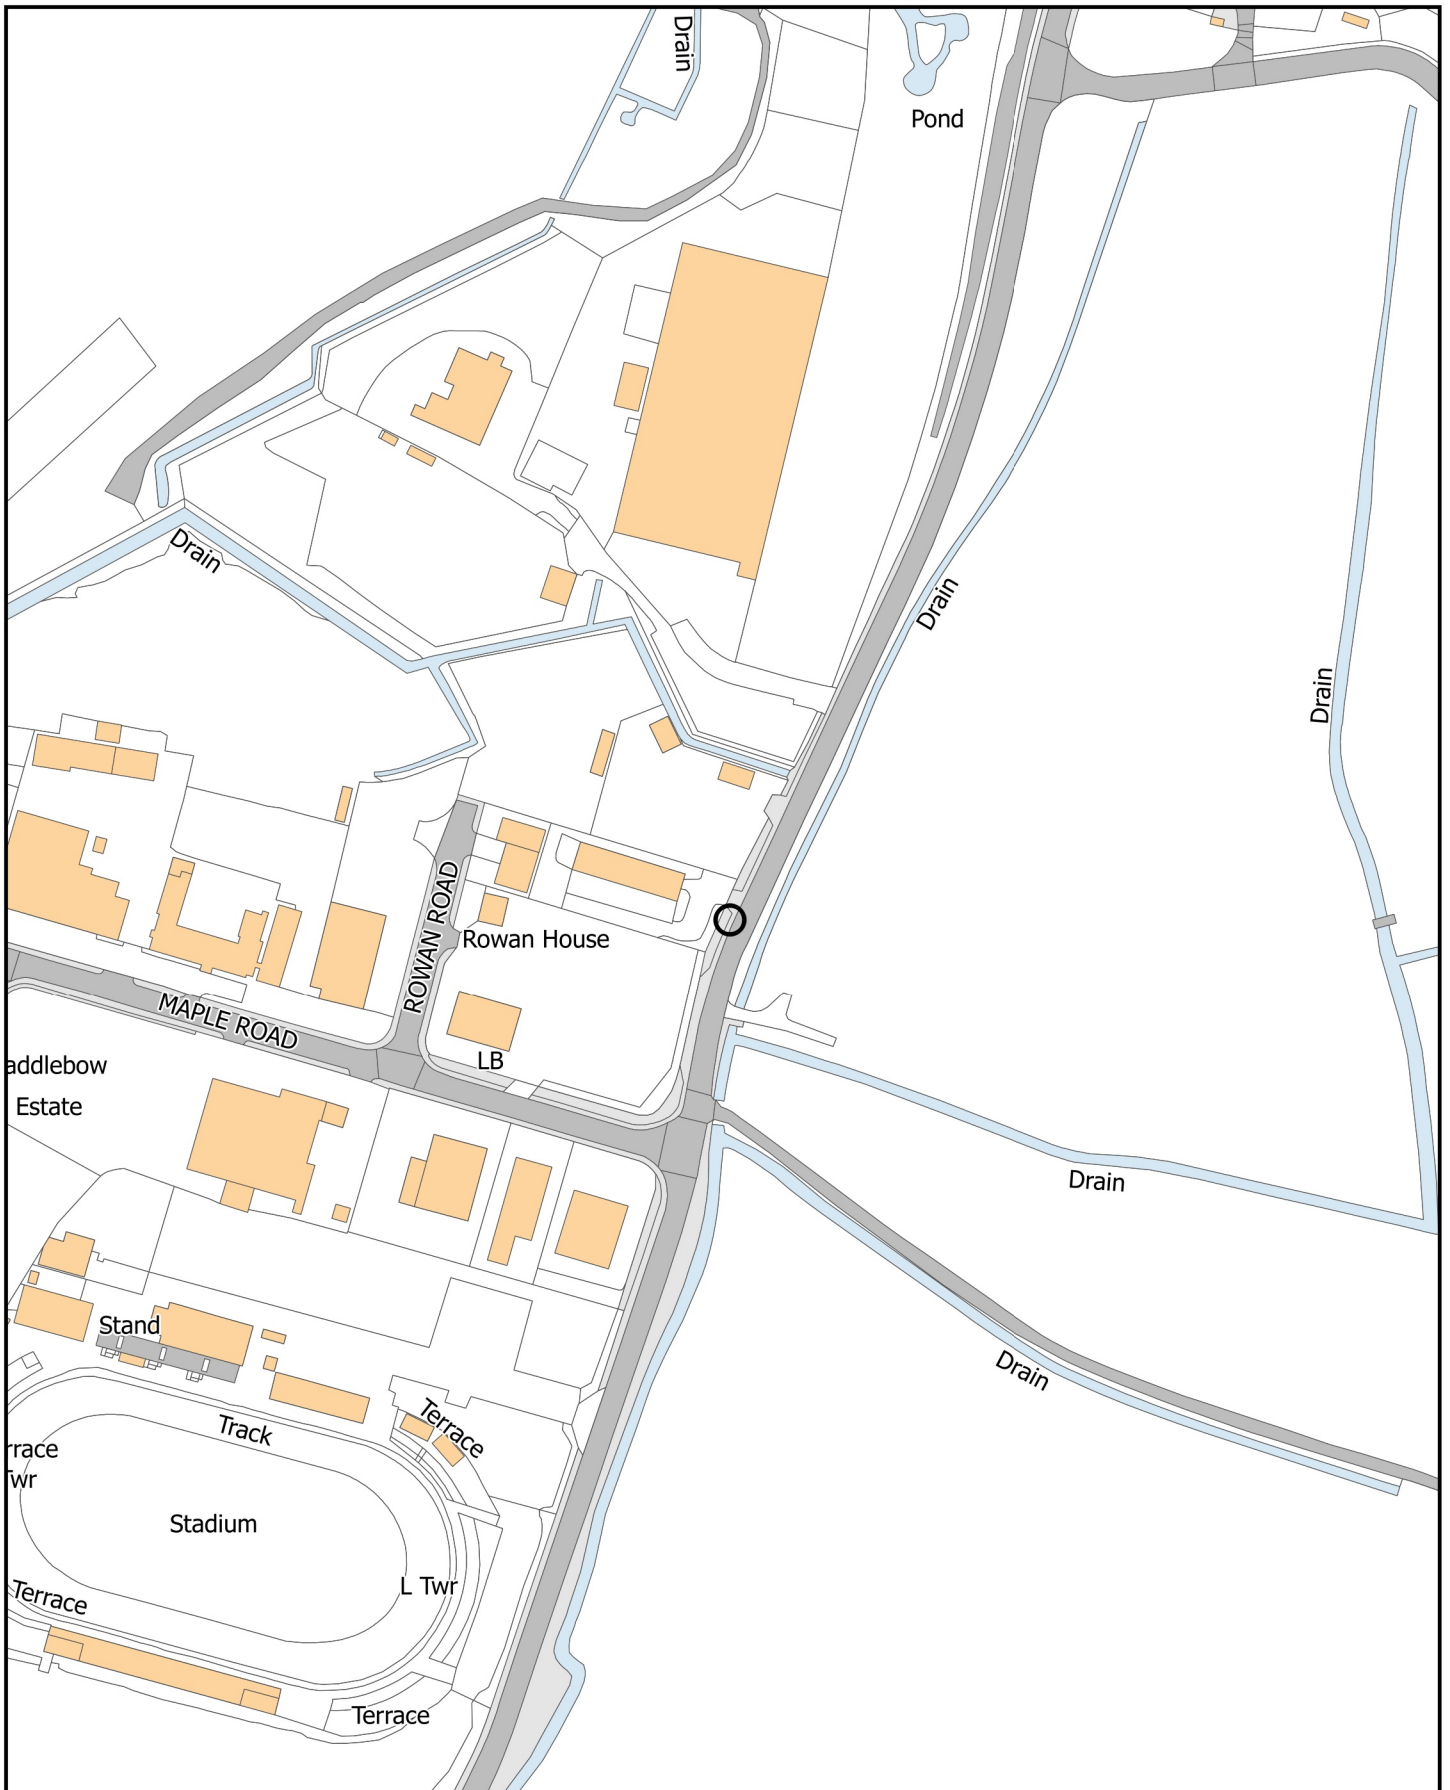 Drain
Pond
Drain
Drain
Drain
ROWAN ROAD
Rowan House
MAPLE ROAD
LB
addlebow
Estate
Drain
Stand
Drain
Track
Terrace
rrace
Twr
Stadium
L Twr
Terrace
Terrace